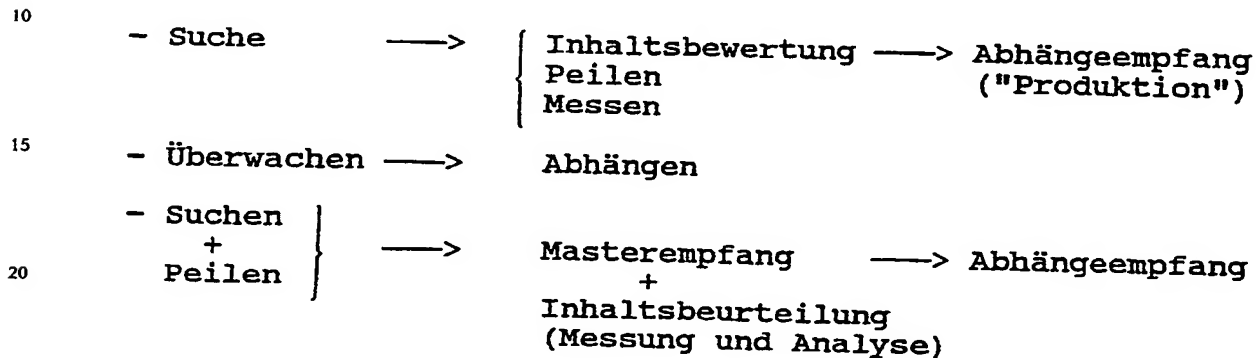 10
- Suche ——> Inhaltsbewertung ——> Abhängeempfang
Peilen ("Produktion")
Messen
15
- Überwachen ——> Abhängen
- Suchen
+
Peilen ——> Masterempfang ——> Abhängeempfang
20
+
Inhaltsbeurteilung
(Messung und Analyse)